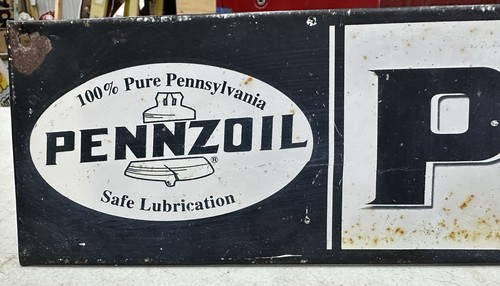 100% Pure Pennsylvania
PENNZOIL
®
Safe Lubrication
P